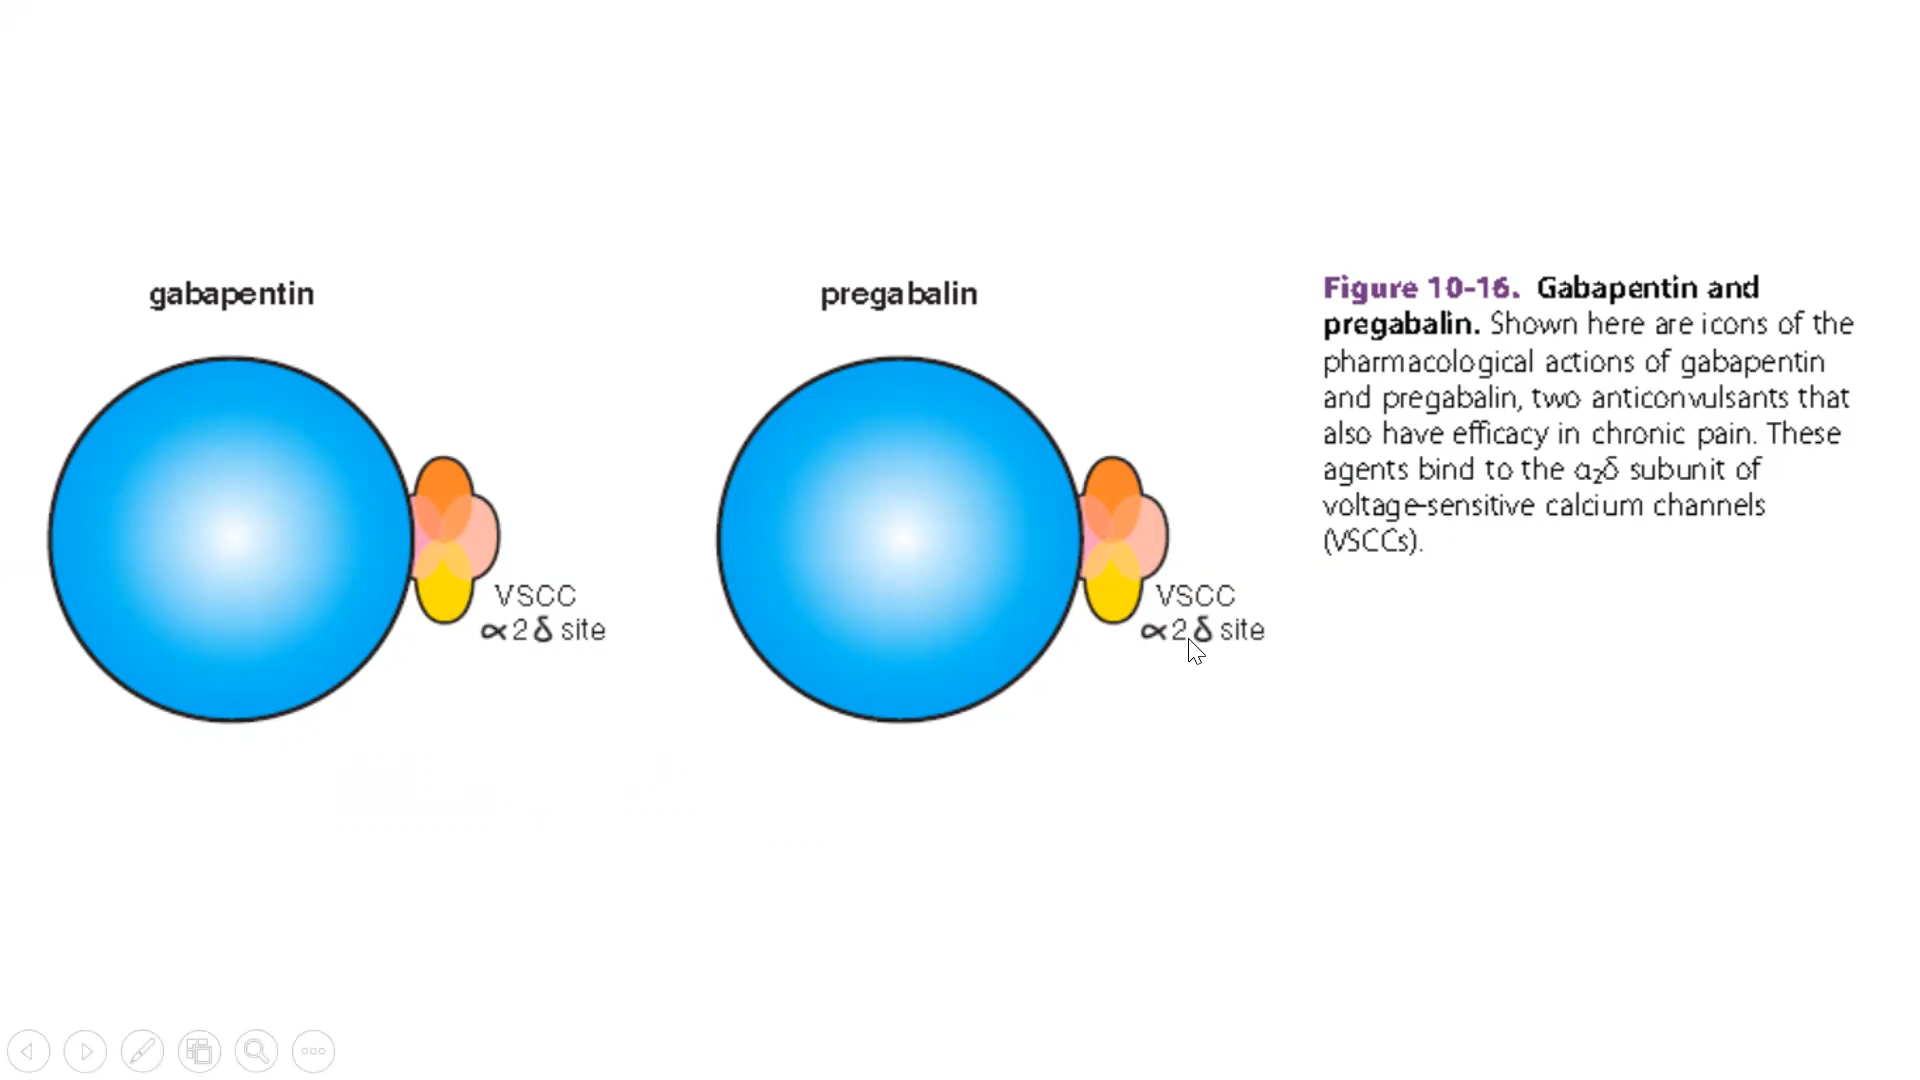 gabapentin
VSCC
∝2δ site
pregabalin
VSCC
∝2δ site
Figure 10-16. Gabapentin and
pregabalin. Shown here are icons of the
pharmacological actions of gabapentin
and pregabalin, two anticonvulsants that
also have efficacy in chronic pain. These
agents bind to the α₂δ subunit of
voltage-sensitive calcium channels
(VSCCs).